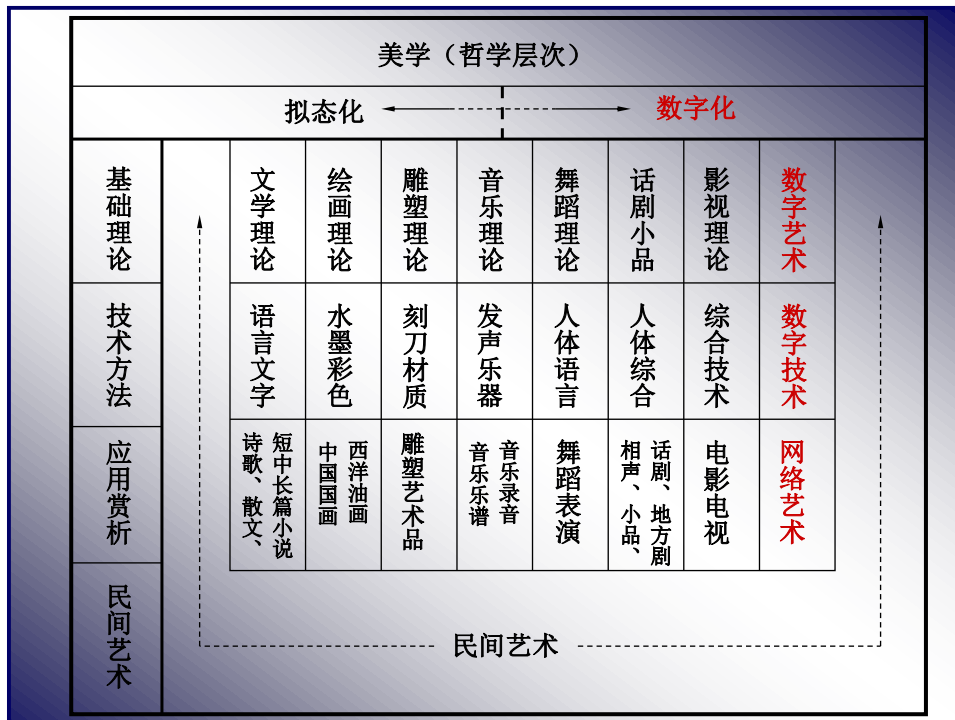 美学（哲学层次）
拟态化
数字化
基础理论
文学理论
绘画理论
雕塑理论
音乐理论
舞蹈理论
话剧小品
影视理论
数字艺术
技术方法
语言文字
水墨彩色
刻刀材质
发声乐器
人体语言
人体综合
综合技术
数字技术
应用赏析
诗歌、散文、
短中长篇小说
中国国画
西洋油画
雕塑艺术品
音乐乐谱
音乐录音
舞蹈表演
相声、小品、
话剧、地方剧
电影电视
网络艺术
民间艺术
民间艺术